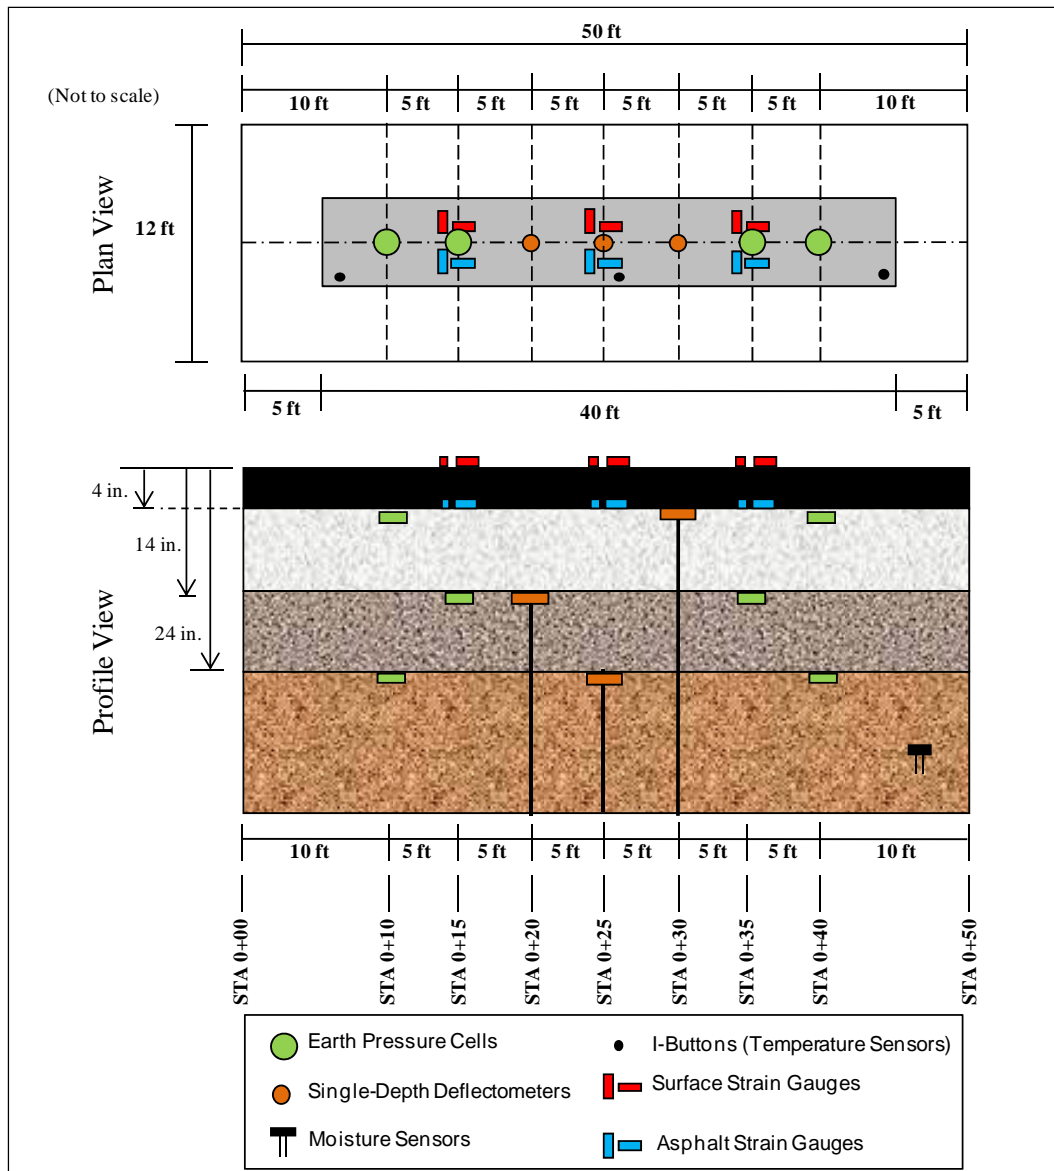 50 ft
(Not to scale)
10 ft 5 ft 5 ft 5 ft 5 ft 5 ft 5 ft 10 ft
Plan View
12 ft
5 ft 40 ft 5 ft
Profile View
4 in.
14 in.
24 in.
10 ft 5 ft 5 ft 5 ft 5 ft 5 ft 5 ft 10 ft
STA 0+00
STA 0+10
STA 0+15
STA 0+20
STA 0+25
STA 0+30
STA 0+35
STA 0+40
STA 0+50
Earth Pressure Cells
I-Buttons (Temperature Sensors)
Single-Depth Deflectometers
Surface Strain Gauges
Moisture Sensors
Asphalt Strain Gauges